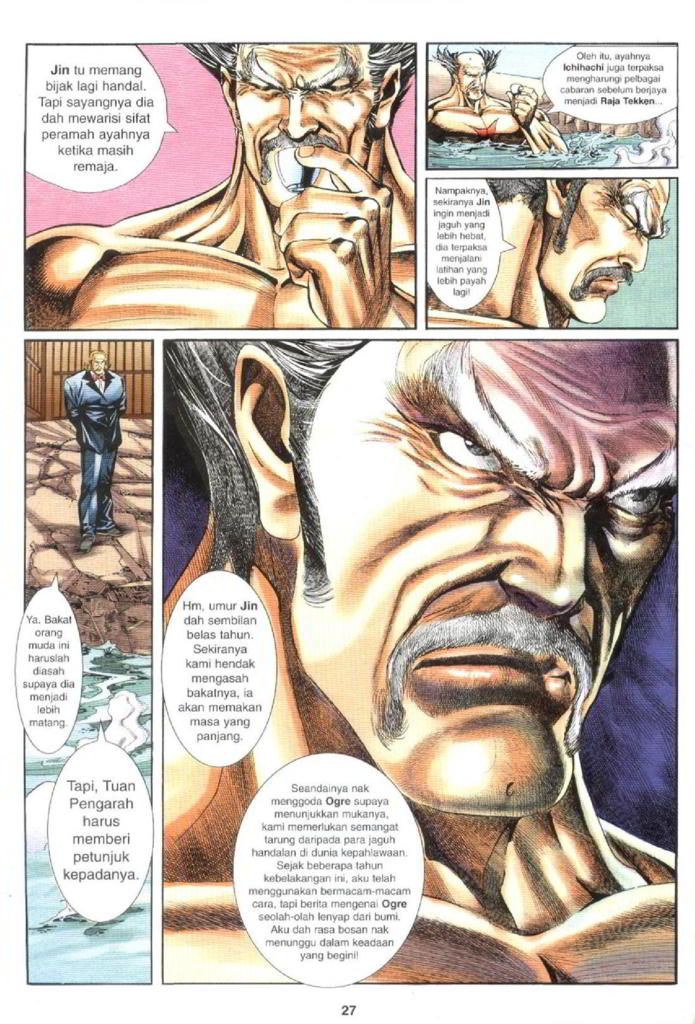 Jin tu memang
bijak lagi handal.
Tapi sayangnya dia
dah mewarisi sifat
peramah ayahnya
ketika masih
remaja.
Oleh itu, ayahnya
Ichihachi juga terpaksa
mengharungi pelbagai
cabaran sebelum berjaya
menjadi Raja Tekken...
Nampaknya,
sekiranya Jin
ingin menjadi
jaguh yang
lebih hebat,
dia terpaksa
menjalani
latihan yang
lebih payah
lagi!
Ya. Bakat
orang
muda ini
haruslah
diasah
supaya dia
menjadi
lebih
matang.
Tapi, Tuan
Pengarah
harus
memberi
petunjuk
kepadanya.
Hm, umur Jin
dah sembilan
belas tahun.
Sekiranya
kami hendak
mengasah
bakatnya, ia
akan memakan
masa yang
panjang.
Seandainya nak
menggoda Ogre supaya
menunjukkan mukanya,
kami memerlukan semangat
tarung daripada para jaguh
handalan di dunia kepahlawaan.
Sejak beberapa tahun
kebelakangan ini, aku telah
menggunakan bermacam-macam
cara, tapi berita mengenai Ogre
seolah-olah lenyap dari bumi.
Aku dah rasa bosan nak
menunggu dalam keadaan
yang begini!
27